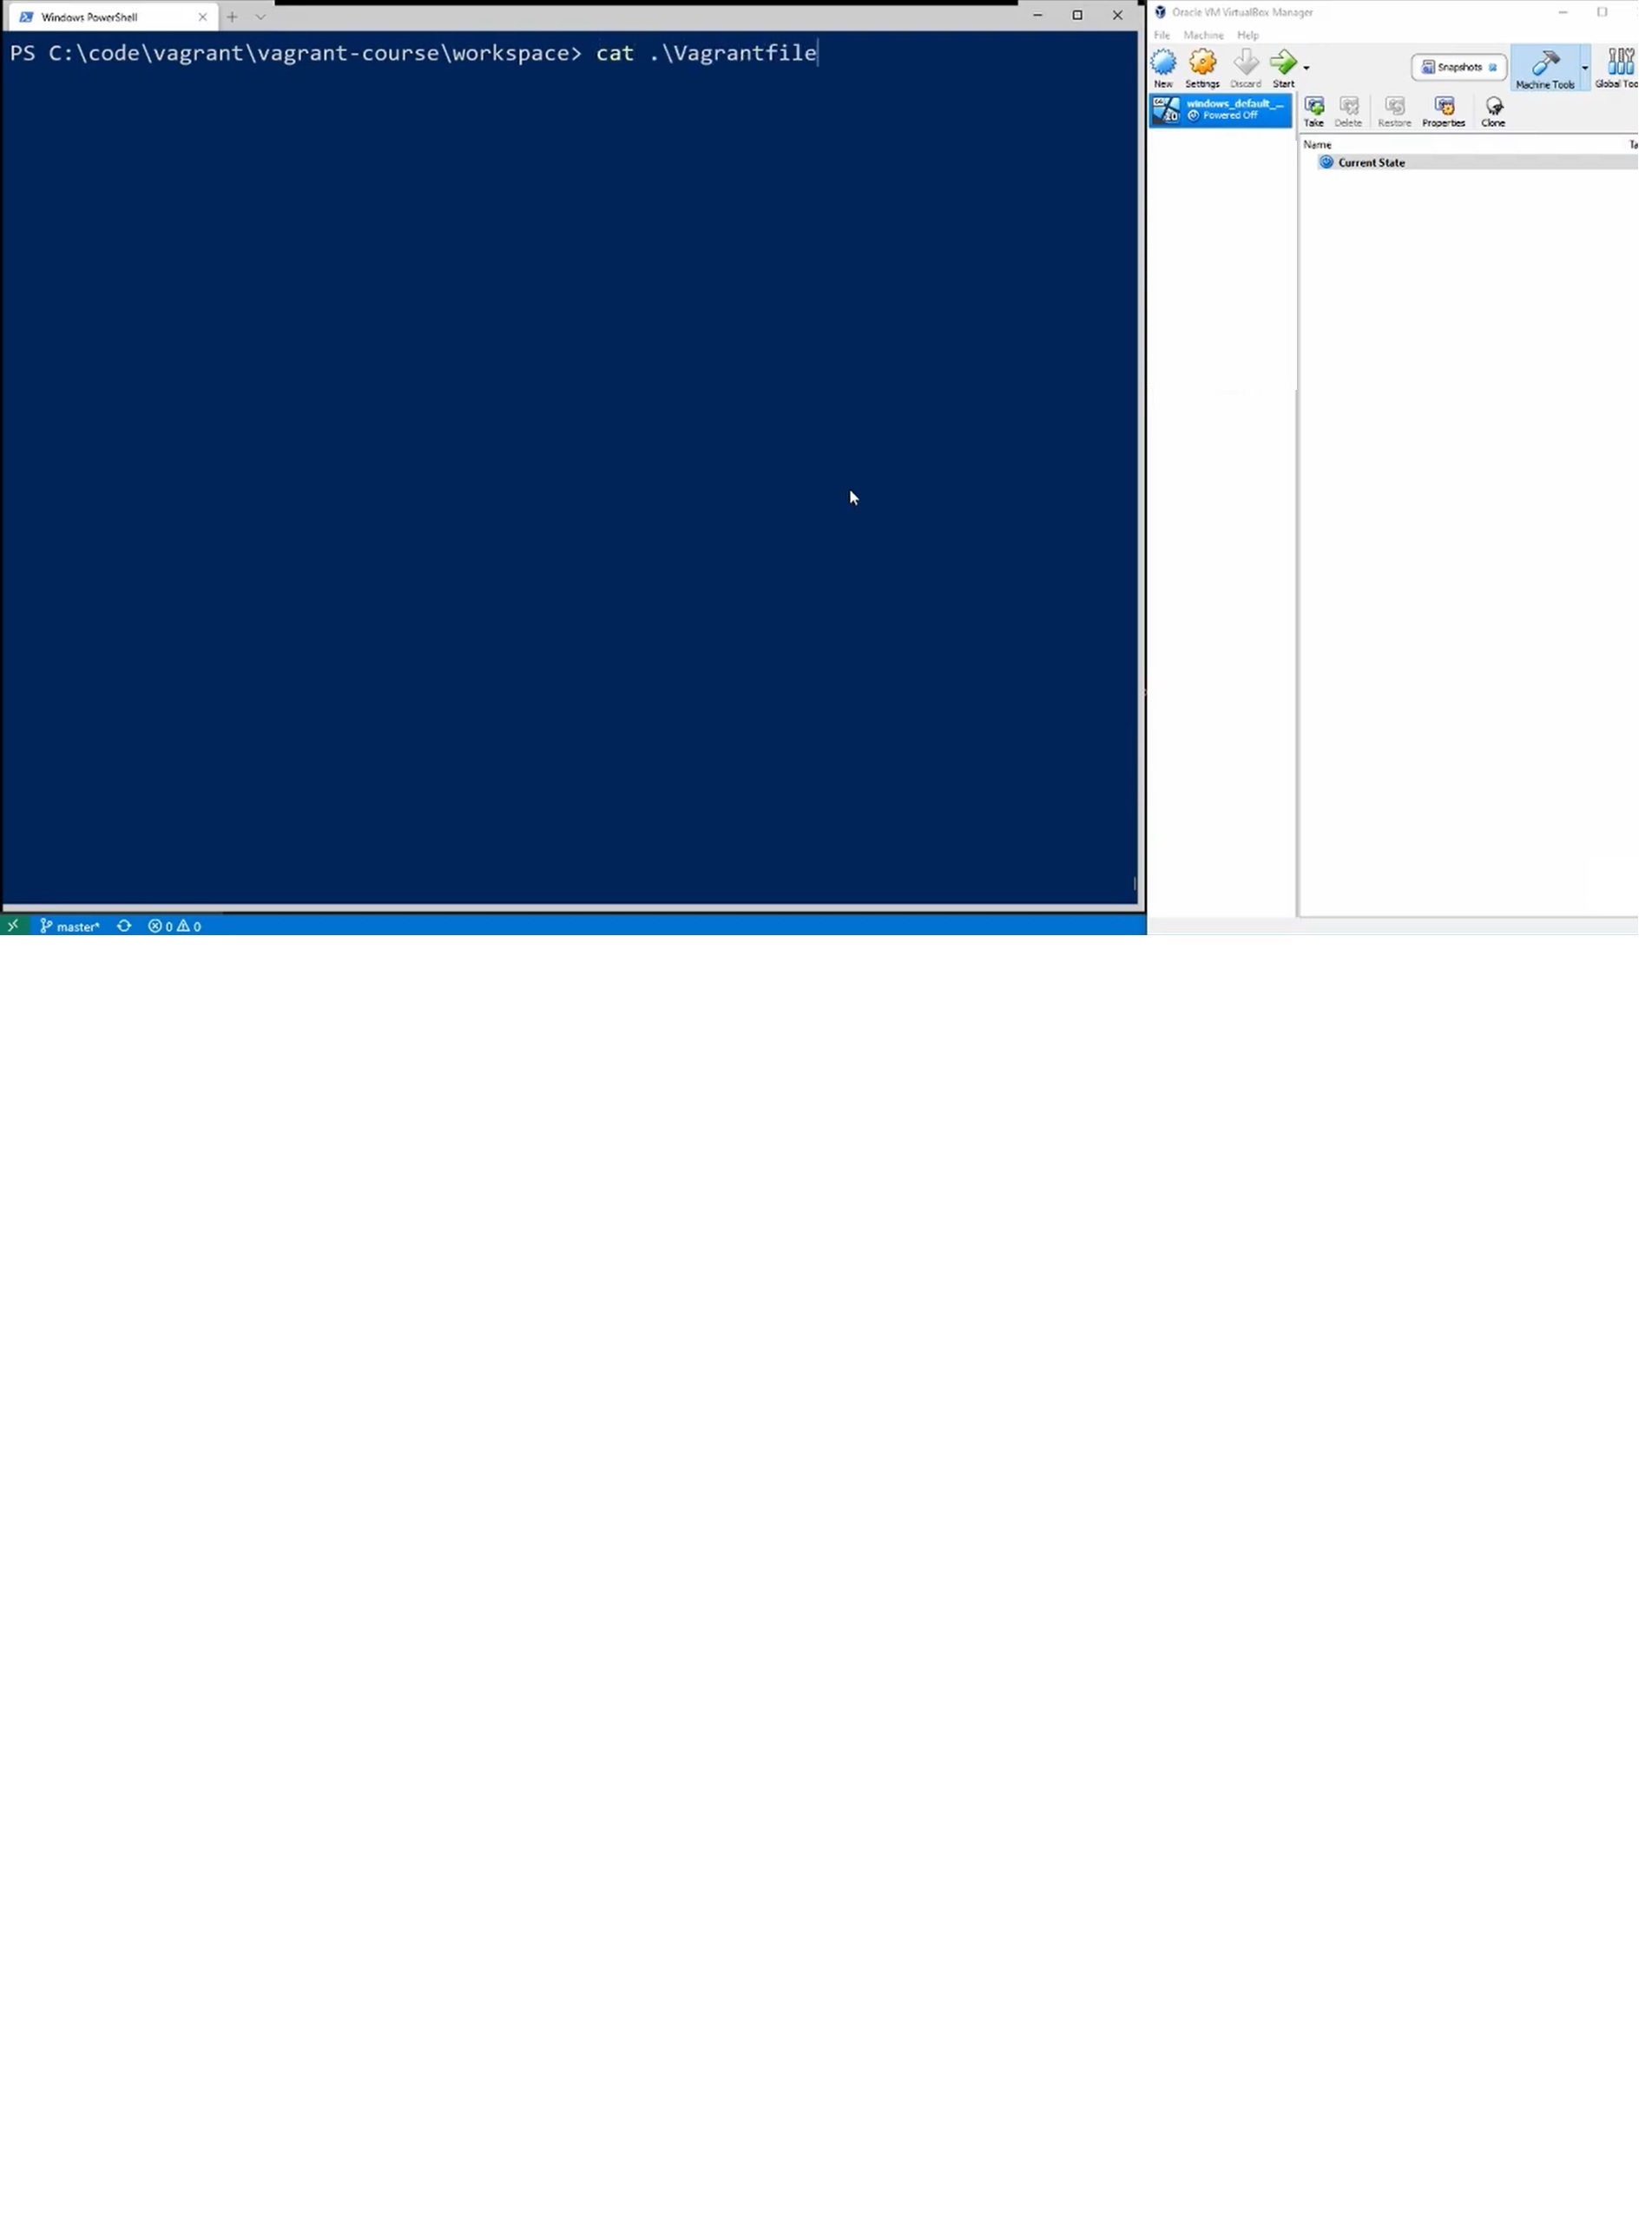 Windows PowerShell
PS C:\code\vagrant\vagrant-course\workspace> cat .\Vagrantfile
master* 0 0
Oracle VM VirtualBox Manager
File Machine Help
New Settings Discard Start Snapshots Machine Tools Global Too
windows_default_...
Powered Off
Take Delete Restore Properties Clone
Name Ta
Current State